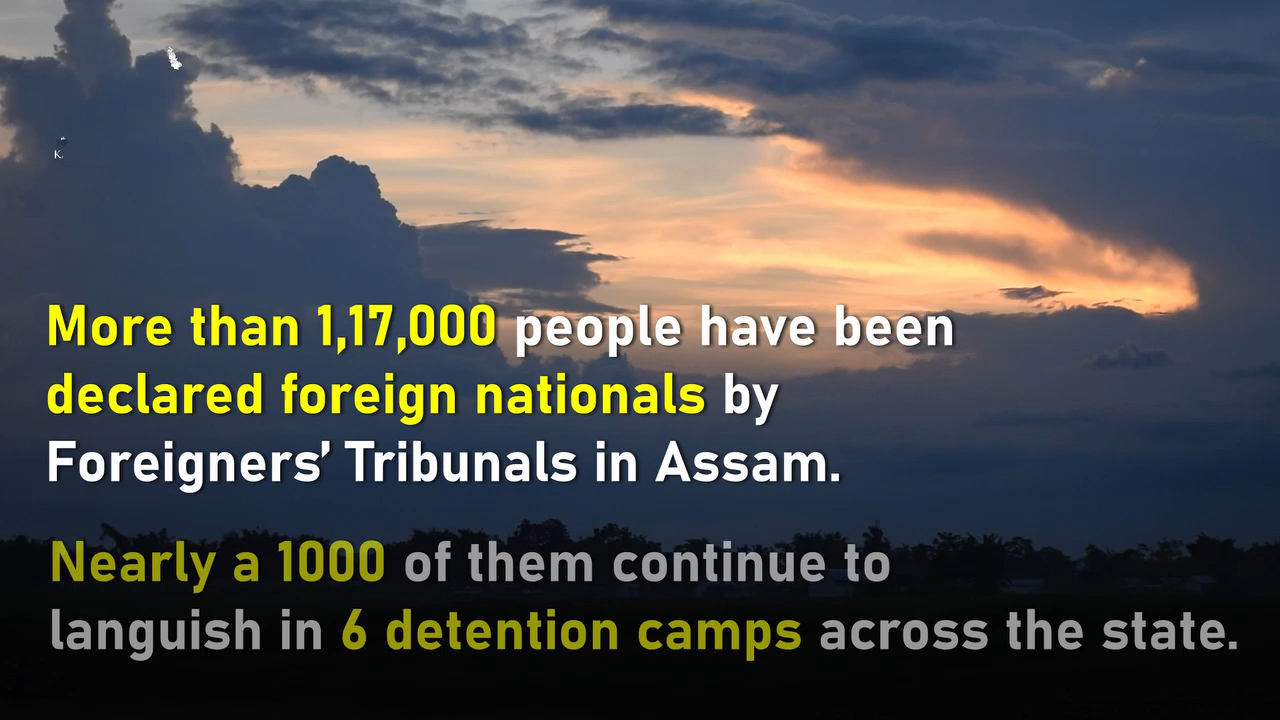 More than 1,17,000 people have been
declared foreign nationals by
Foreigners’ Tribunals in Assam.
Nearly a 1000 of them continue to
languish in 6 detention camps across the state.